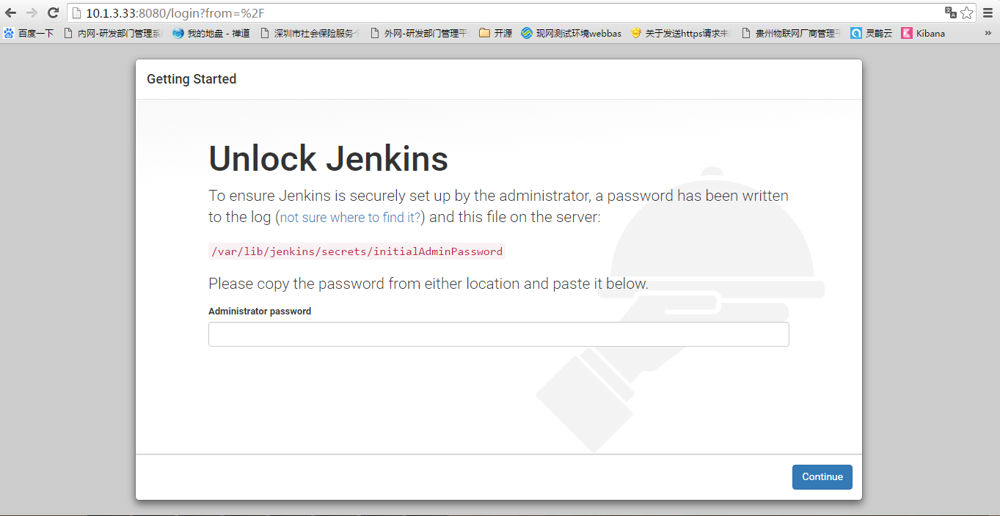 10.1.3.33:8080/login?from=%2F
百度一下 内网-研发部门管理系 我的地盘 - 禅道 深圳市社会保险服务 外网-研发部门管理平 开源 现网测试环境webbas 关于发送https请求未 贵州物联网厂商管理平 灵鹊云 Kibana »
Getting Started
Unlock Jenkins
To ensure Jenkins is securely set up by the administrator, a password has been written
to the log (not sure where to find it?) and this file on the server:
/var/lib/jenkins/secrets/initialAdminPassword
Please copy the password from either location and paste it below.
Administrator password
Continue